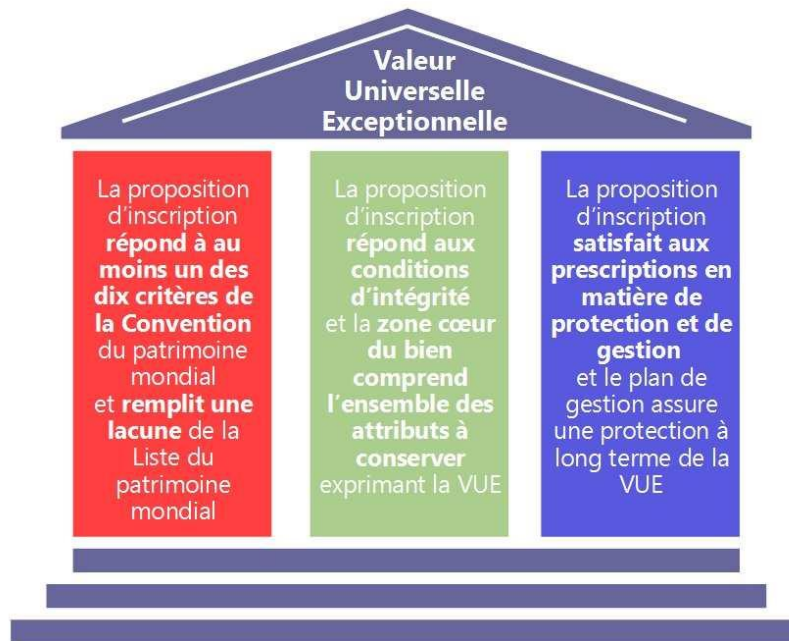 Valeur
Universelle
Exceptionnelle
La proposition
d'inscription
répond à au
moins un des
dix critères de
la Convention
du patrimoine
mondial
et remplit une
lacune de la
Liste du
patrimoine
mondial
La proposition
d'inscription
répond aux
conditions
d'intégrité
et la zone cœur
du bien
comprend
l'ensemble des
attributs à
conserver
exprimant la VUE
La proposition
d'inscription
satisfait aux
prescriptions en
matière de
protection et de
gestion
et le plan de
gestion assure
une protection à
long terme de la
VUE